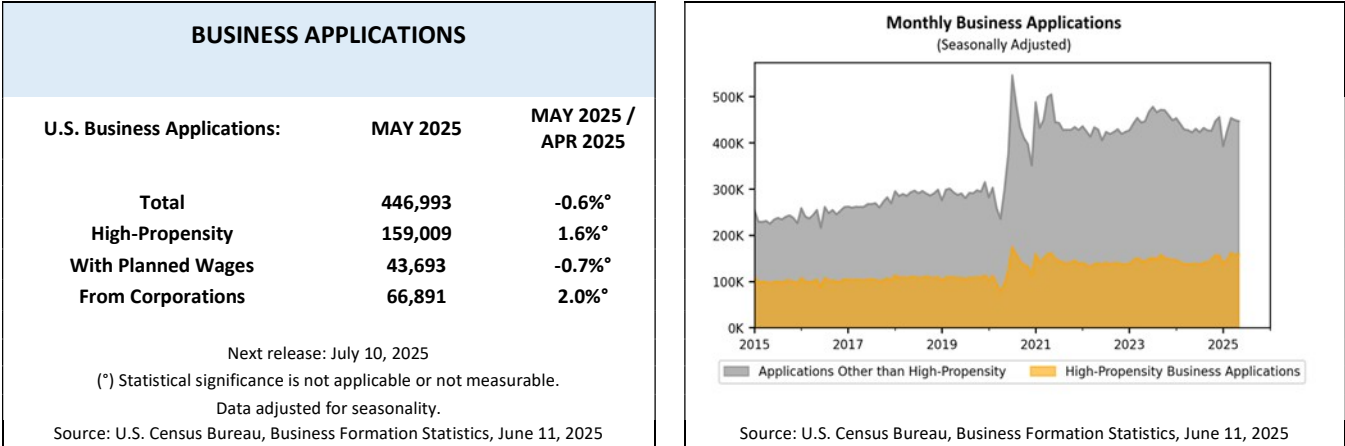 BUSINESS APPLICATIONS
U.S. Business Applications: MAY 2025 MAY 2025 / APR 2025
Total 446,993 -0.6%°
High-Propensity 159,009 1.6%°
With Planned Wages 43,693 -0.7%°
From Corporations 66,891 2.0%°
Next release: July 10, 2025
(°) Statistical significance is not applicable or not measurable.
Data adjusted for seasonality.
Source: U.S. Census Bureau, Business Formation Statistics, June 11, 2025
Monthly Business Applications
(Seasonally Adjusted)
500K
400K
300K
200K
100K
0K
2015 2017 2019 2021 2023 2025
Applications Other than High-Propensity High-Propensity Business Applications
Source: U.S. Census Bureau, Business Formation Statistics, June 11, 2025